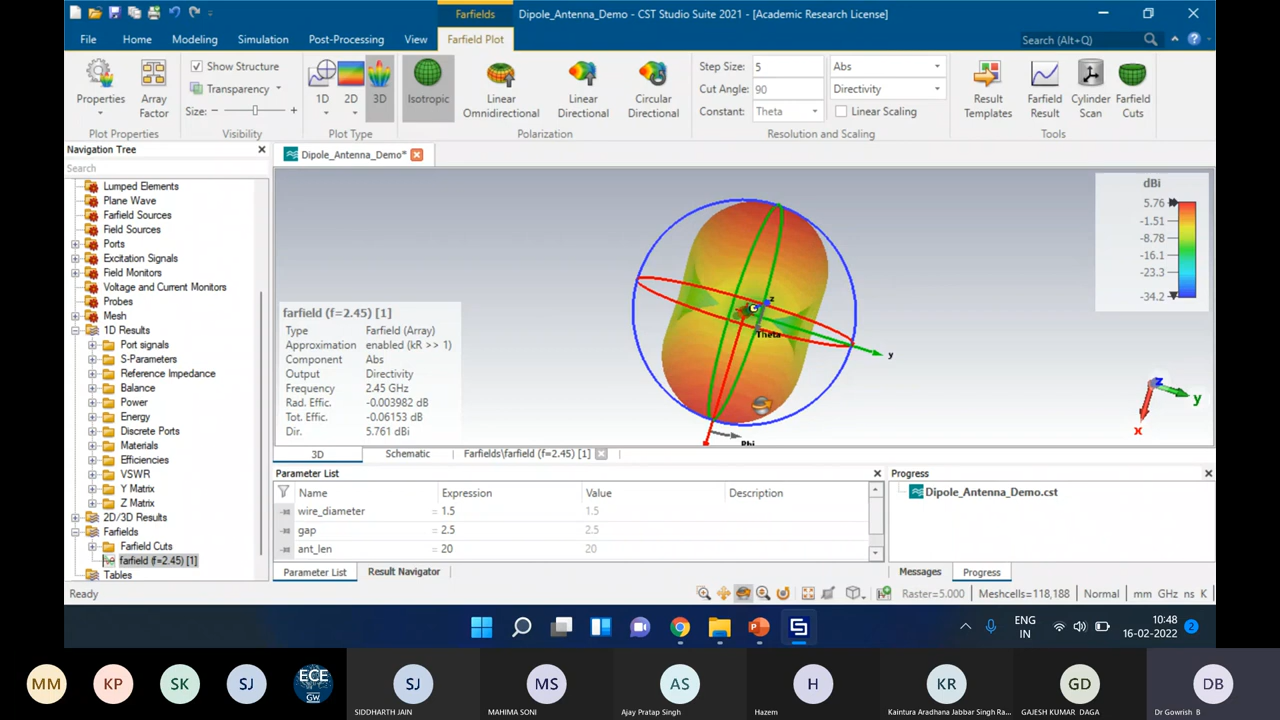 Farfields
Dipole_Antenna_Demo - CST Studio Suite 2021 - [Academic Research License]
File Home Modeling Simulation Post-Processing View Farfield Plot
Search (Alt+Q)
Properties
Array Factor
Show Structure
Transparency
Size:
1D 2D 3D
Isotropic
Linear Omnidirectional
Linear Directional
Circular Directional
Step Size: 5 Abs
Cut Angle: 90 Directivity
Constant: Theta Linear Scaling
Result Templates
Farfield Result
Cylinder Scan
Farfield Cuts
Plot Properties Visibility Plot Type Polarization Resolution and Scaling Tools
Navigation Tree
Search
Lumped Elements
Plane Wave
Farfield Sources
Field Sources
Ports
Excitation Signals
Field Monitors
Voltage and Current Monitors
Probes
Mesh
1D Results
Port signals
S-Parameters
Reference Impedance
Balance
Power
Energy
Discrete Ports
Materials
Efficiencies
VSWR
Y Matrix
Z Matrix
2D/3D Results
Farfields
Farfield Cuts
farfield (f=2.45) [1]
Tables
Dipole_Antenna_Demo*
dBi
5.76
-1.51
-8.78
-16.1
-23.3
-34.2
z
Theta
y
Phi
farfield (f=2.45) [1]
Type Farfield (Array)
Approximation enabled (kR >> 1)
Component Abs
Output Directivity
Frequency 2.45 GHz
Rad. Effic. -0.003982 dB
Tot. Effic. -0.06153 dB
Dir. 5.761 dBi
z
y
x
3D Schematic Farfields\farfield (f=2.45) [1]
Parameter List
Name Expression Value Description
wire_diameter = 1.5 1.5
gap = 2.5 2.5
ant_len = 20 20
Parameter List Result Navigator
Progress
Dipole_Antenna_Demo.cst
Messages Progress
Ready
Raster=5.000 Meshcells=118,188 Normal mm GHz ns K
ENG
IN
10:48
16-02-2022
2
MM
KP
SK
SJ
ECE
GW
SJ
SIDDHARTH JAIN
MS
MAHIMA SONI
AS
Ajay Pratap Singh
H
Hazem
KR
Kaintura Aradhana Jabbar Singh Ra...
GD
GAJESH KUMAR DAGA
DB
Dr Gowrish B